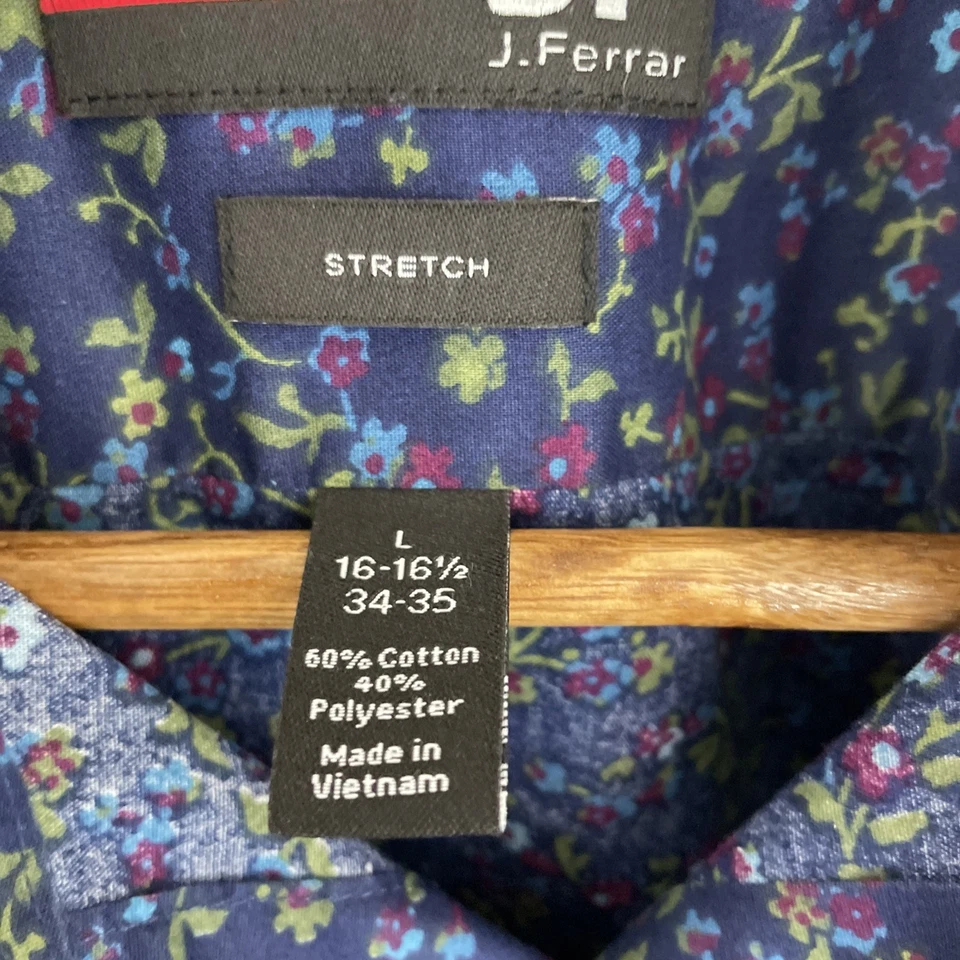 J.Ferrar
STRETCH
L
16-16½
34-35
60% Cotton
40%
Polyester
Made in
Vietnam